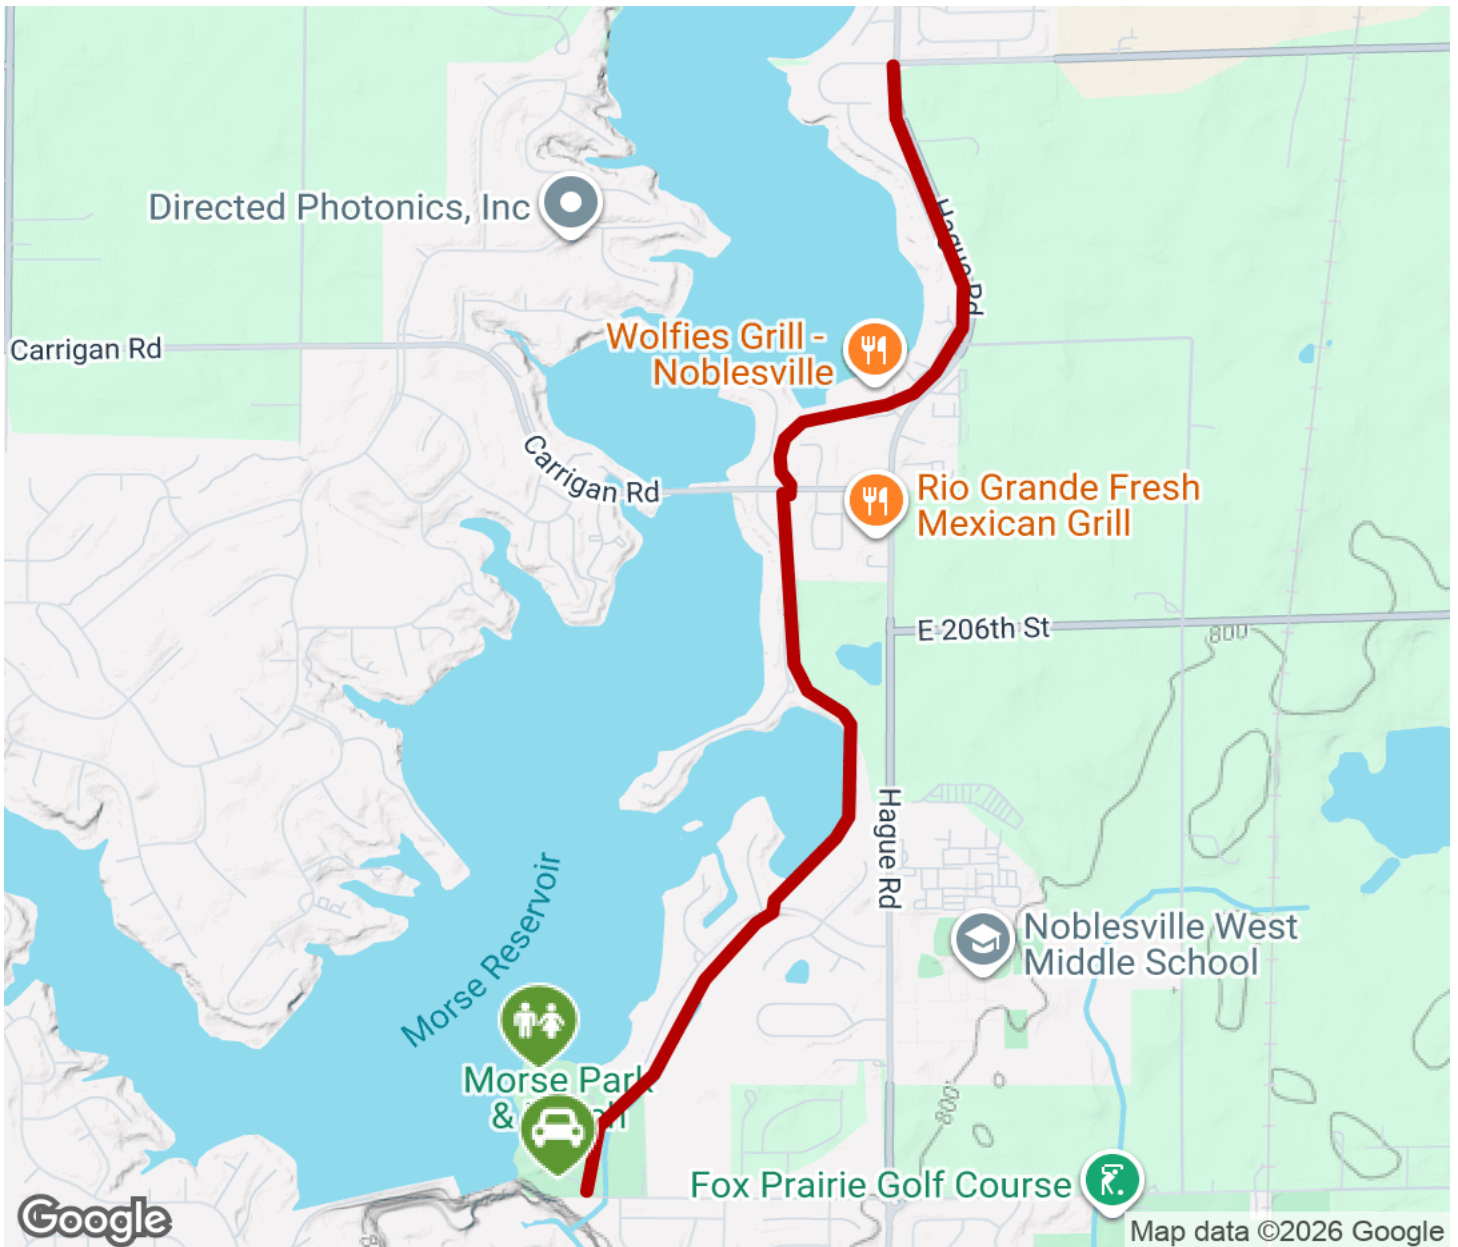 Directed Photonics, Inc
Hague Rd
Carrigan Rd
Wolfies Grill -
Noblesville
Carrigan Rd
Rio Grande Fresh
Mexican Grill
E 206th St
800
Hague Rd
Morse Reservoir
Noblesville West
Middle School
Morse Park
&
800
Fox Prairie Golf Course
Google
Map data ©2026 Google